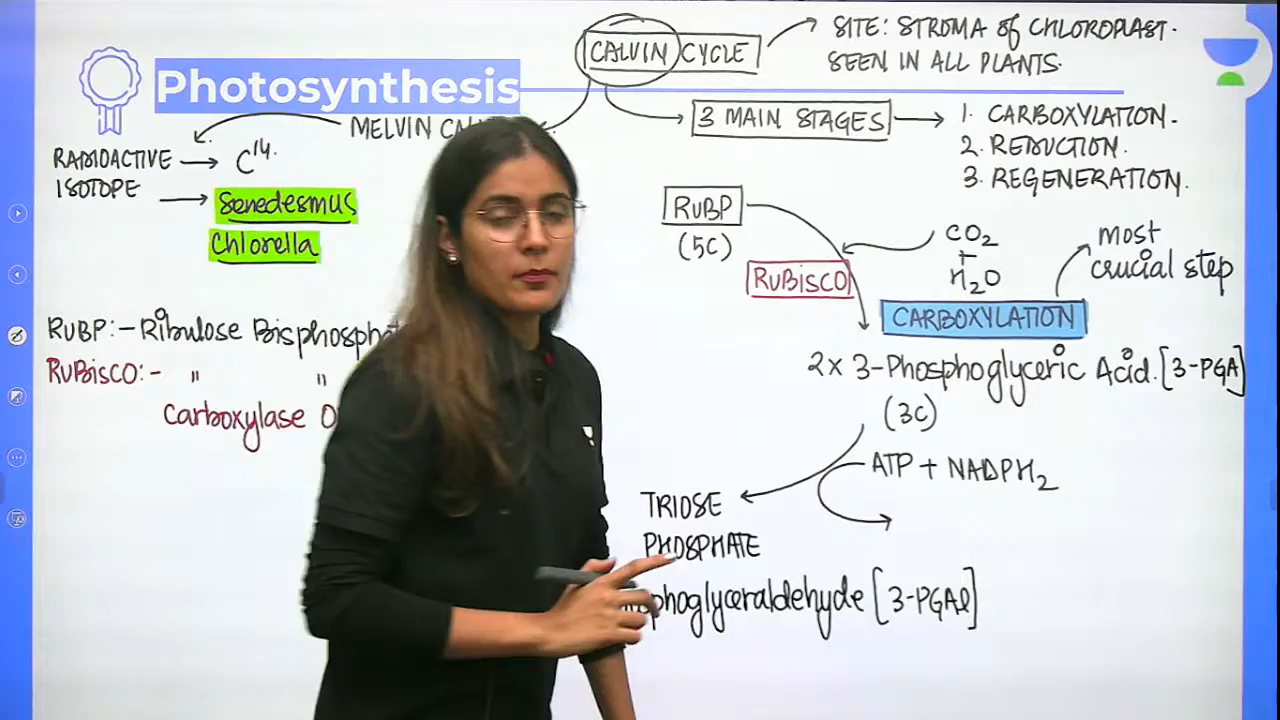 Photosynthesis
CALVIN CYCLE
SITE: STROMA of CHLOROPLAST.
SEEN IN ALL PLANTS.
MELVIN
3 MAIN STAGES
1. CARBOXYLATION.
2. REDUCTION.
3. REGENERATION.
RADIOACTIVE
ISOTOPE
C14.
Senedesmus
Chlorella
RuBP
(5C)
CO2
+
H2O
most
crucial step
RUBISCO
CARBOXYLATION
RuBP:- Ribulose Bisphosphat
RUBISCO:- " "
Carboxylase
2x 3-Phosphoglyceric Acid. [3-PGA]
(3C)
ATP + NADPH2
TRIOSE
PHOSPHATE
phoglyceraldehyde [3-PGAl]